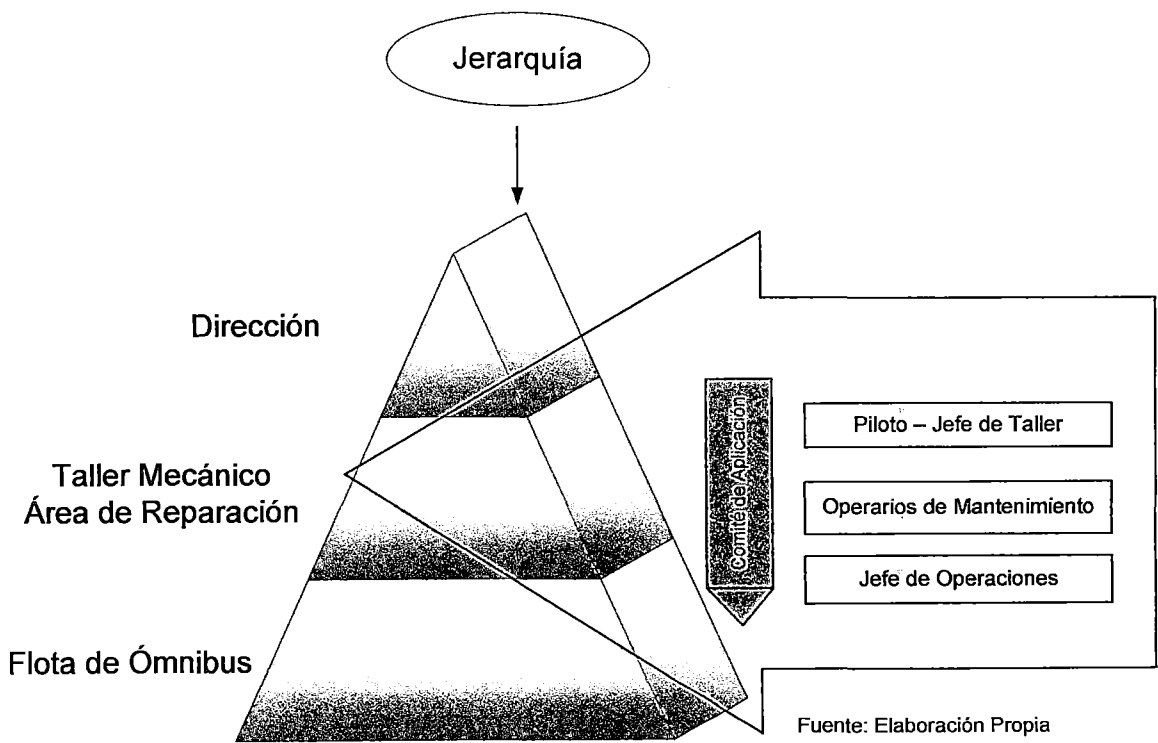 Jerarquía
Dirección
Taller Mecánico
Área de Reparación
Flota de Ómnibus
Comité de Aplicación
Piloto – Jefe de Taller
Operarios de Mantenimiento
Jefe de Operaciones
Fuente: Elaboración Propia